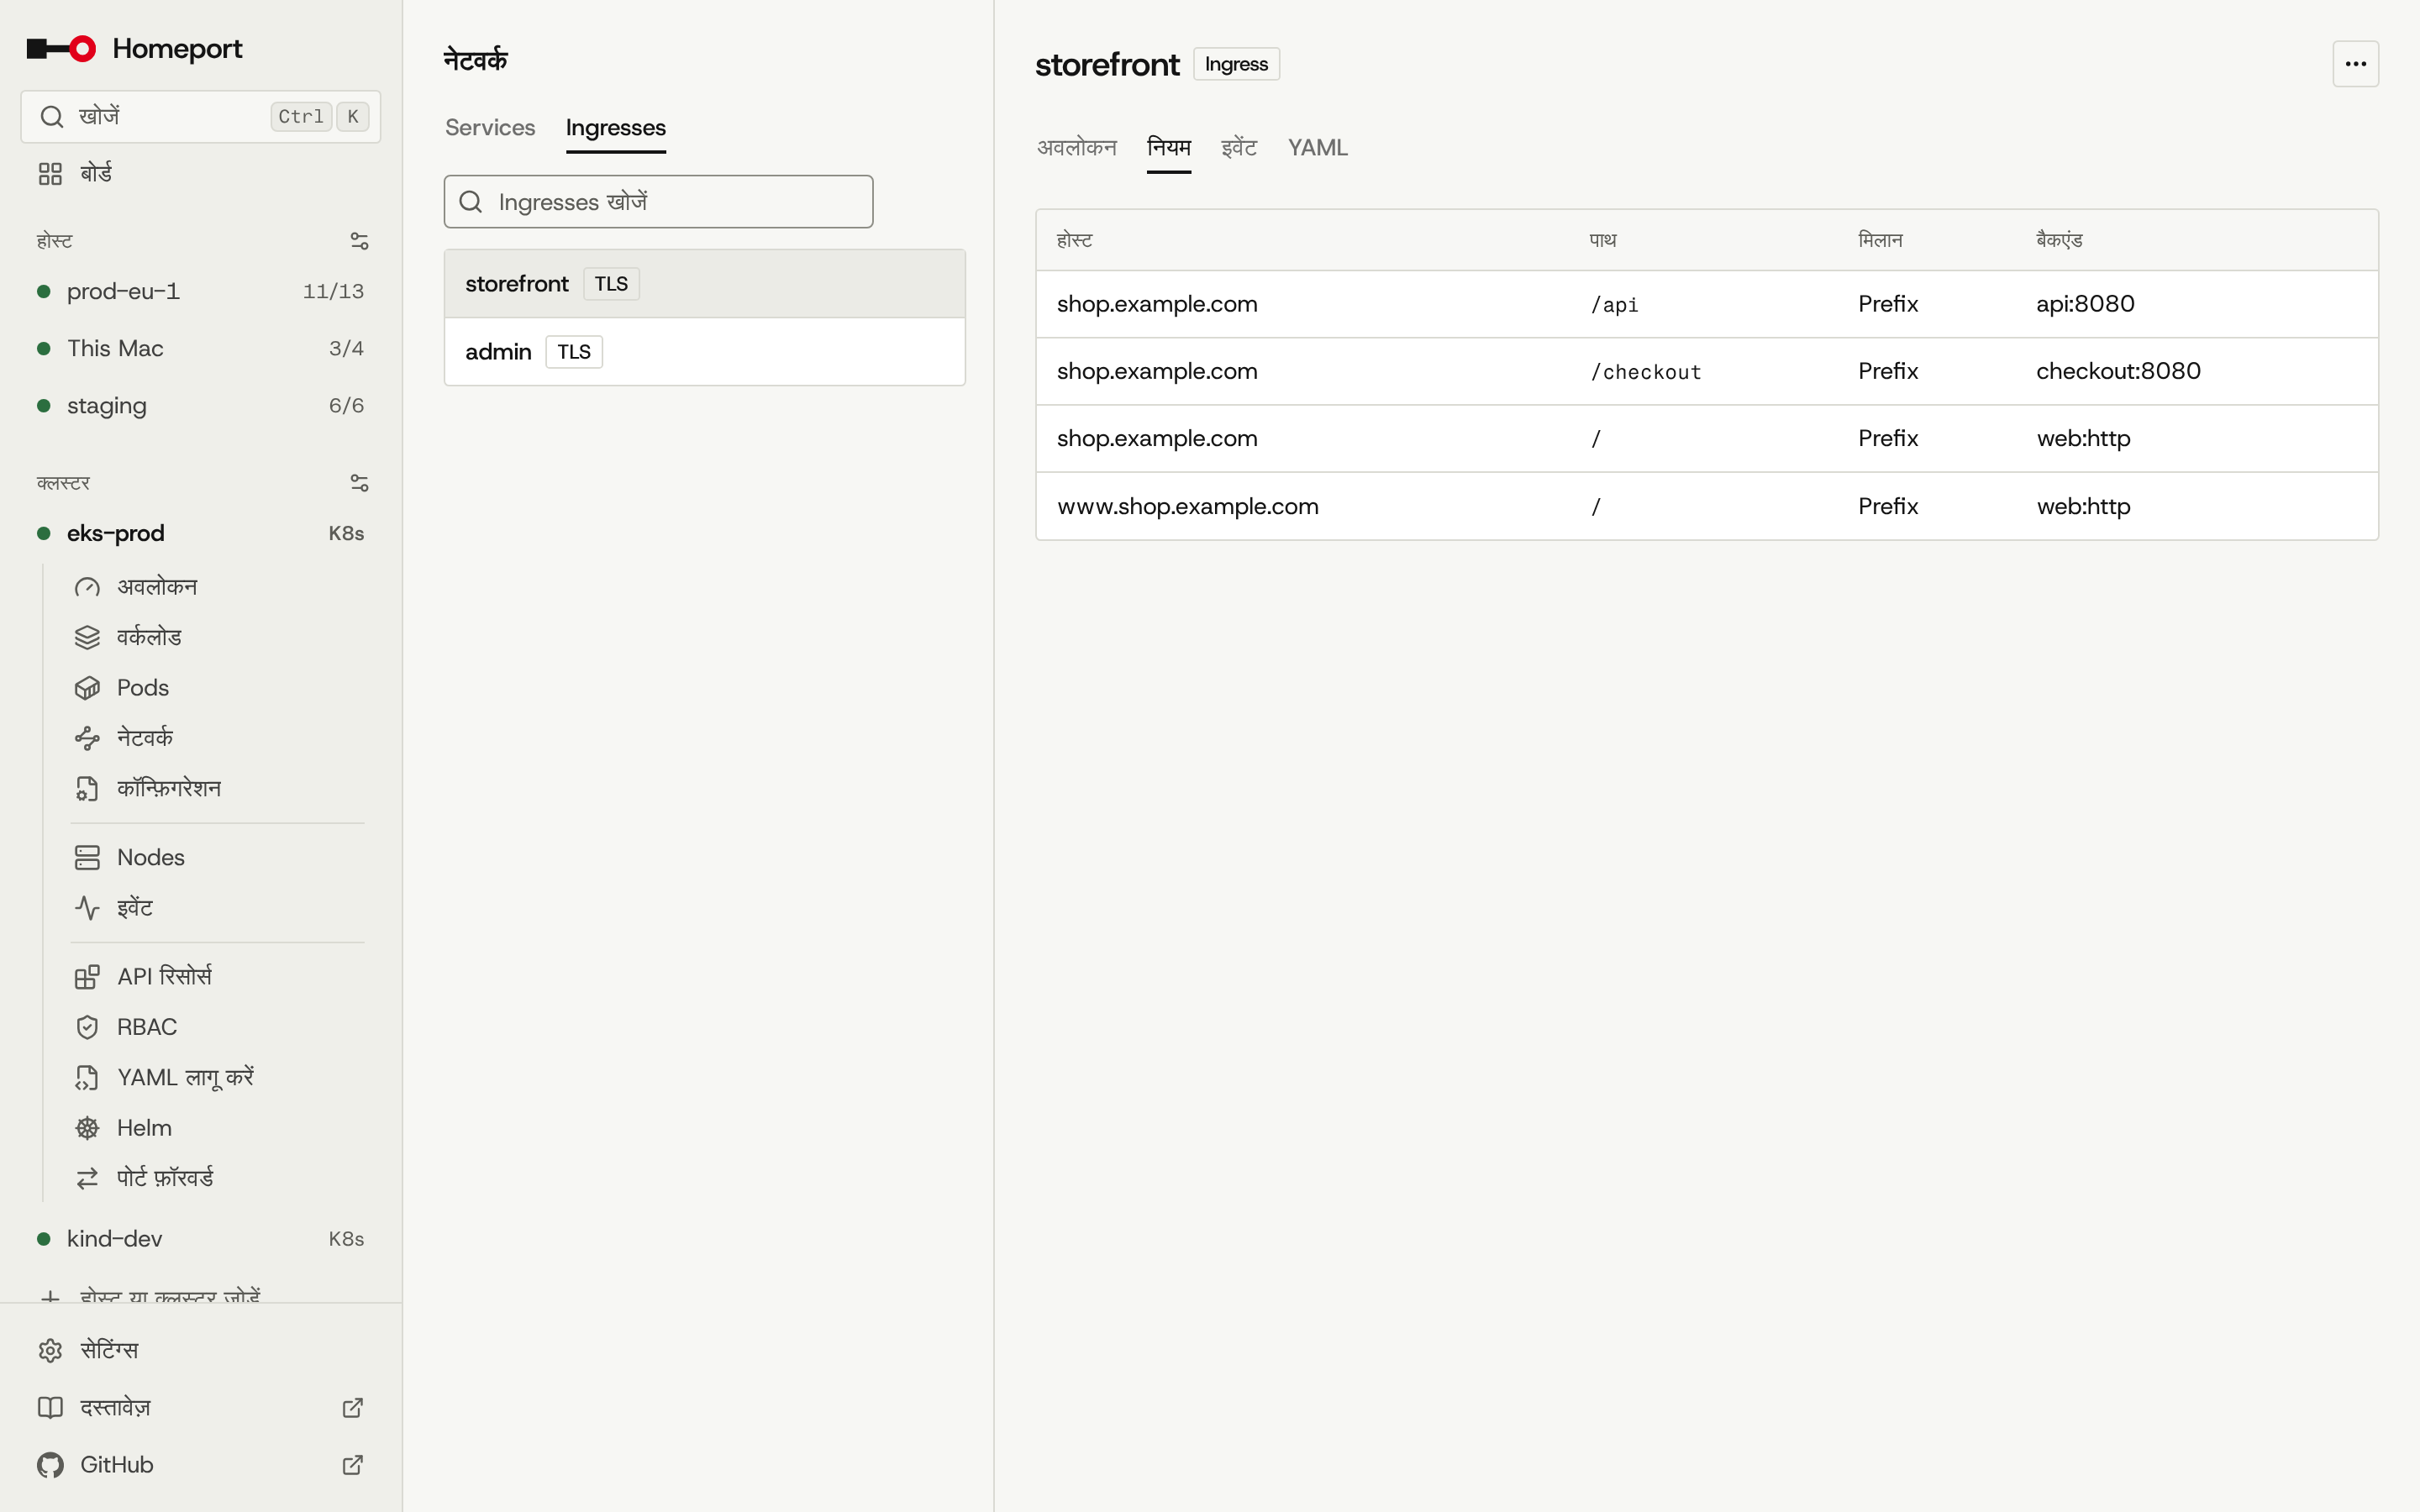 Homeport
खोजें Ctrl K
बोर्ड
होस्ट
prod-eu-1 11/13
This Mac 3/4
staging 6/6
क्लस्टर
eks-prod K8s
अवलोकन
वर्कलोड
Pods
नेटवर्क
कॉन्फ़िगरेशन
Nodes
इवेंट
API रिसोर्स
RBAC
YAML लागू करें
Helm
पोर्ट फ़ॉरवर्ड
kind-dev K8s
होस्ट या क्लस्टर जोड़ें
सेटिंग्स
दस्तावेज़
GitHub
नेटवर्क
Services Ingresses
Ingresses खोजें
storefront TLS
admin TLS
storefront Ingress
अवलोकन नियम इवेंट YAML
होस्ट पाथ मिलान बैकएंड
shop.example.com /api Prefix api:8080
shop.example.com /checkout Prefix checkout:8080
shop.example.com / Prefix web:http
www.shop.example.com / Prefix web:http